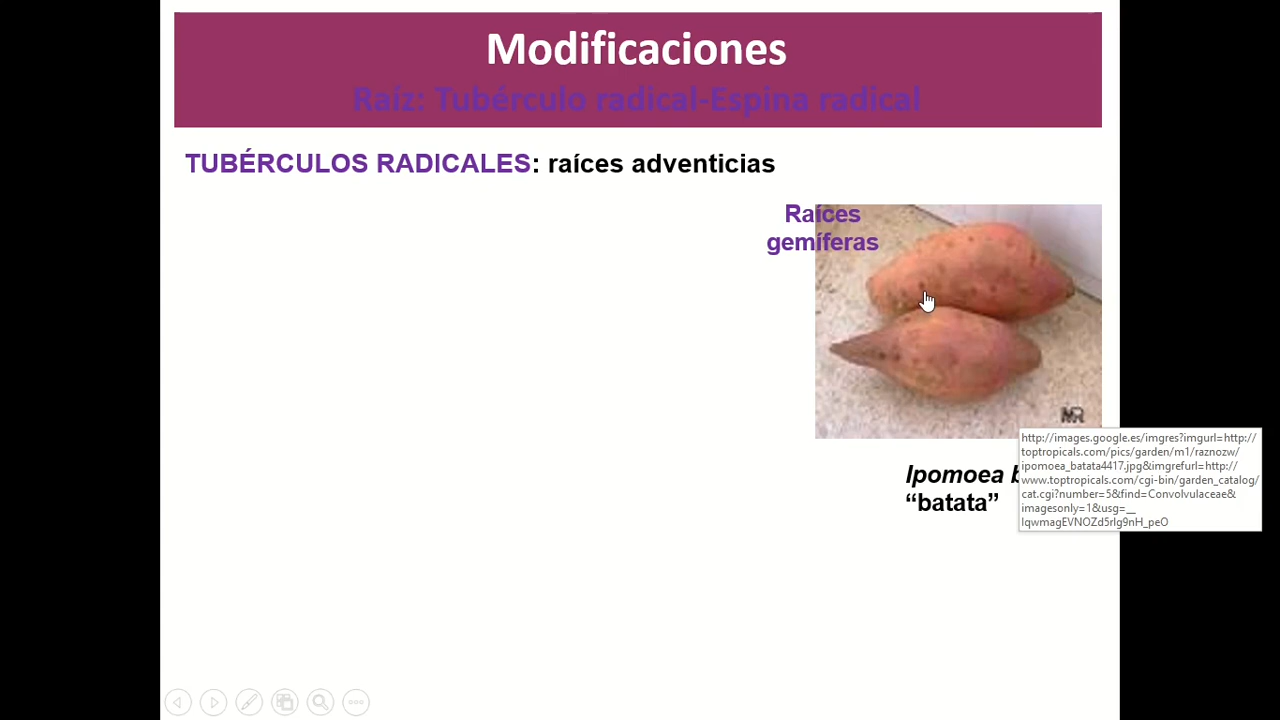 Modificaciones
Raíz: Tubérculo radical-Espina radical
TUBÉRCULOS RADICALES: raíces adventicias
Raíces
gemíferas
MR
Ipomoea b
“batata”
http://images.google.es/imgres?imgurl=http://
toptropicals.com/pics/garden/m1/raznozw/
ipomoea_batata4417.jpg&imgrefurl=http://
www.toptropicals.com/cgi-bin/garden_catalog/
cat.cgi?number=5&find=Convolvulaceae&
imagesonly=1&usg=__
IqwmagEVNOZd5rIg9nH_peO